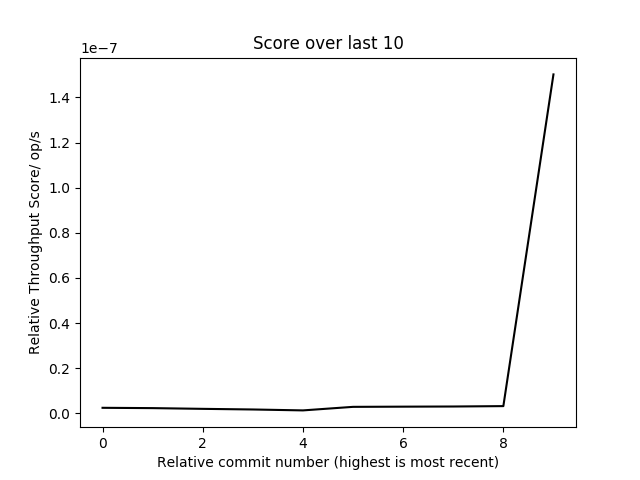 Score over last 10
1e−7
1.4
1.2
1.0
0.8
0.6
0.4
0.2
0.0
Relative Throughput Score/ op/s
0 2 4 6 8
Relative commit number (highest is most recent)